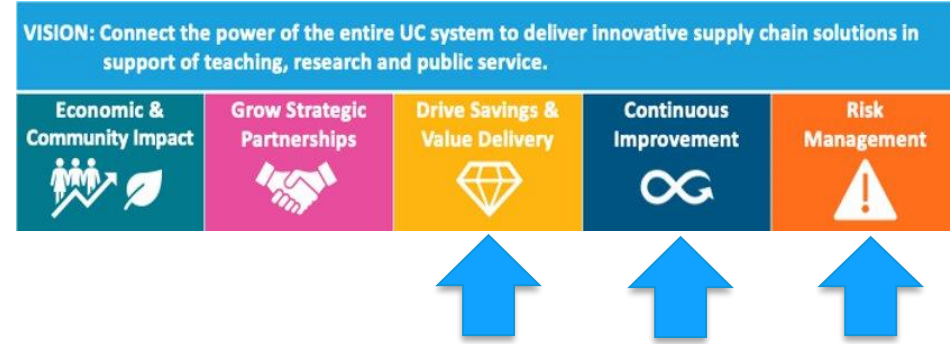 VISION: Connect the power of the entire UC system to deliver innovative supply chain solutions in
support of teaching, research and public service.
Economic &
Community Impact
Grow Strategic
Partnerships
Drive Savings &
Value Delivery
Continuous
Improvement
Risk
Management